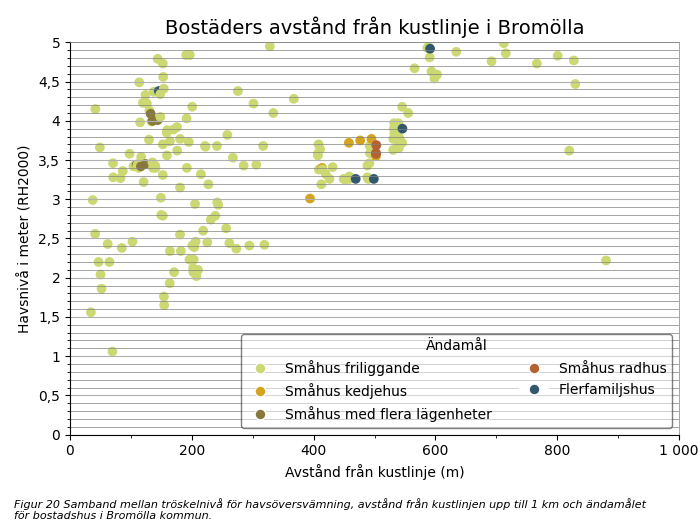 Bostäders avstånd från kustlinje i Bromölla
Havsnivå i meter (RH2000)
5
4,5
4
3,5
3
2,5
2
1,5
1
0,5
0
0
200
400
600
800
1 000
Avstånd från kustlinje (m)
Ändamål
Småhus friliggande
Småhus kedjehus
Småhus med flera lägenheter
Småhus radhus
Flerfamiljshus
Figur 20 Samband mellan tröskelnivå för havsöversvämning, avstånd från kustlinjen upp till 1 km och ändamålet
för bostadshus i Bromölla kommun.